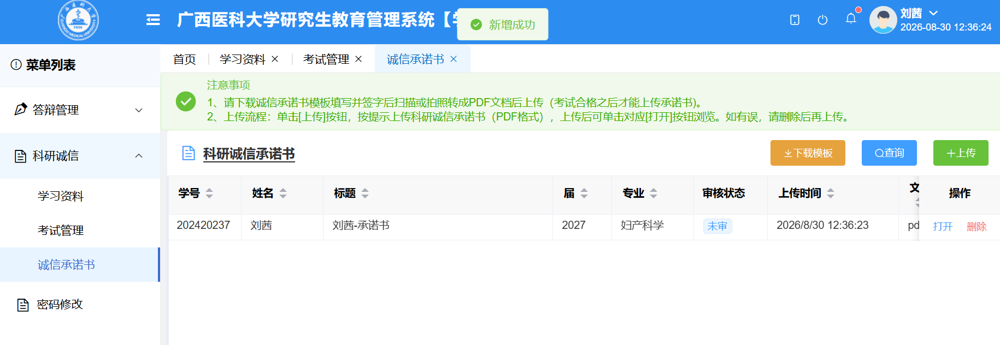 广西医科大学研究生教育管理系统【
新增成功
刘茜
2026-08-30 12:36:24
菜单列表
首页
学习资料
考试管理
诚信承诺书
注意事项
1、请下载诚信承诺书模板填写并签字后扫描或拍照转成PDF文档后上传（考试合格之后才能上传承诺书)。
2、上传流程：单击[上传]按钮，按提示上传科研诚信承诺书（PDF格式），上传后可单击对应[打开]按钮浏览。如有误，请删除后再上传。
答辩管理
科研诚信
学习资料
考试管理
诚信承诺书
密码修改
科研诚信承诺书
下载模板
查询
上传
学号 姓名 标题 届 专业 审核状态 上传时间 文 操作
202420237 刘茜 刘茜-承诺书 2027 妇产科学 未审 2026/8/30 12:36:23 pd 打开 删除